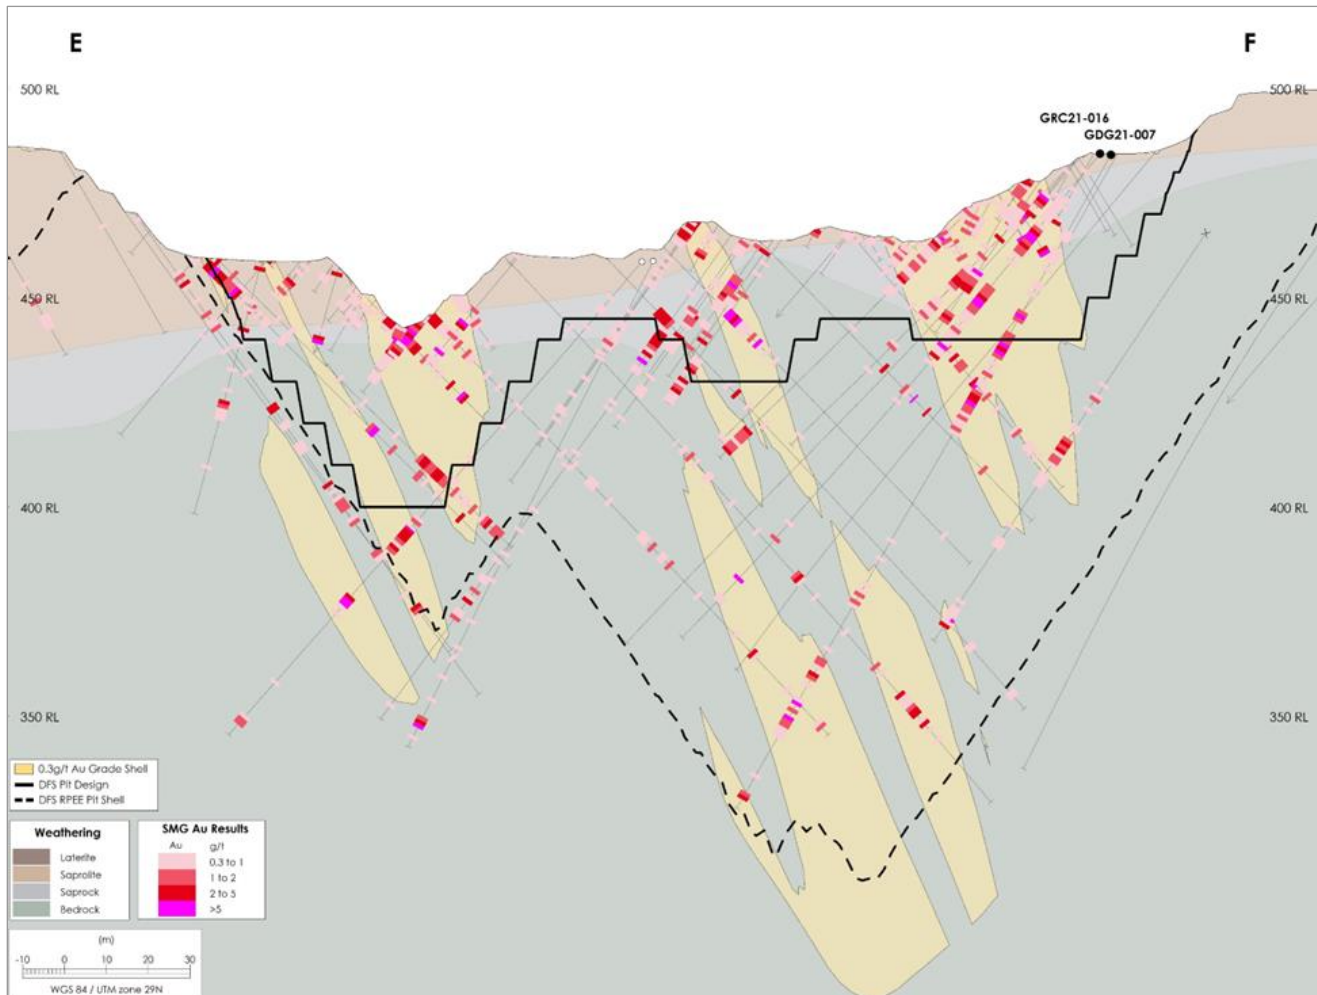 E
F
500 RL
500 RL
GRC21-016
GDG21-007
450 RL
450 RL
400 RL
400 RL
350 RL
350 RL
0.3g/t Au Grade Shell
DFS Pit Design
DFS RPEE Pit Shell
Weathering
Laterite
Saprolite
Saprock
Bedrock
SMG Au Results
Au g/t
0.3 to 1
1 to 2
2 to 5
>5
(m)
-10 0 10 20 30
WGS 84 / UTM zone 29N